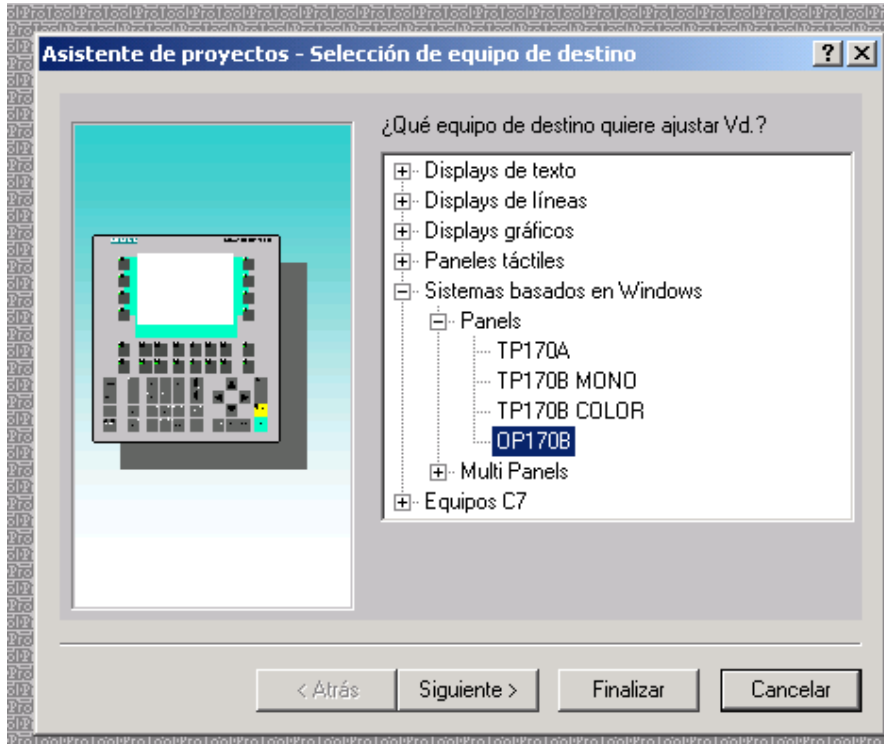 Asistente de proyectos - Selección de equipo de destino
¿Qué equipo de destino quiere ajustar Vd.?
Displays de texto
Displays de líneas
Displays gráficos
Paneles táctiles
Sistemas basados en Windows
Panels
TP170A
TP170B MONO
TP170B COLOR
OP170B
Multi Panels
Equipos C7
< Atrás
Siguiente >
Finalizar
Cancelar